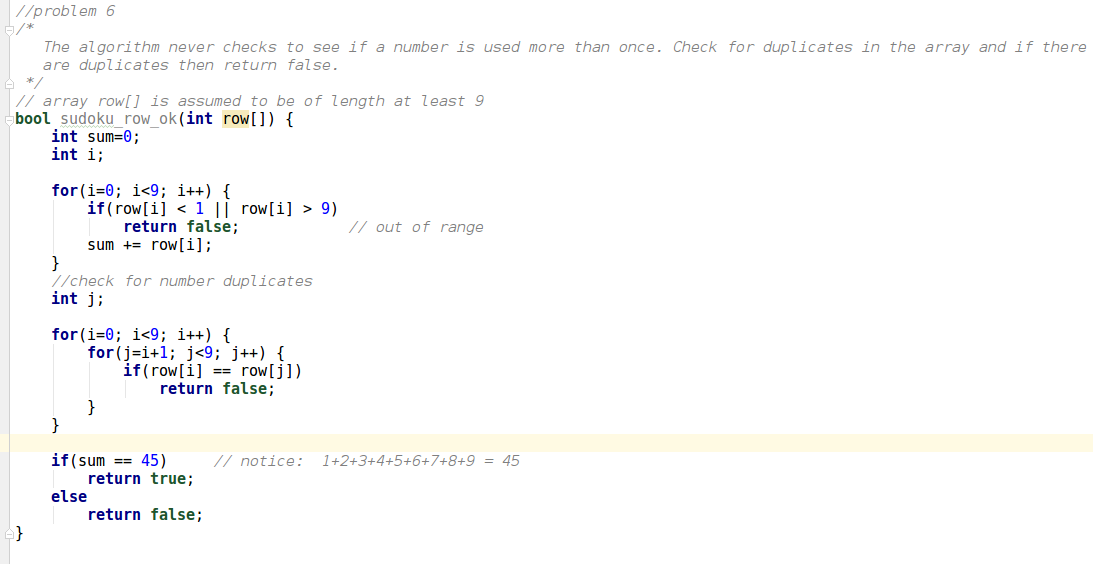 //problem 6
/*
   The algorithm never checks to see if a number is used more than once. Check for duplicates in the array and if there
   are duplicates then return false.
 */
// array row[] is assumed to be of length at least 9
bool sudoku_row_ok(int row[]) {
    int sum=0;
    int i;

    for(i=0; i<9; i++) {
        if(row[i] < 1 || row[i] > 9)
            return false;            // out of range
        sum += row[i];
    }
    //check for number duplicates
    int j;

    for(i=0; i<9; i++) {
        for(j=i+1; j<9; j++) {
            if(row[i] == row[j])
                return false;
        }
    }

    if(sum == 45)     // notice:  1+2+3+4+5+6+7+8+9 = 45
        return true;
    else
        return false;
}